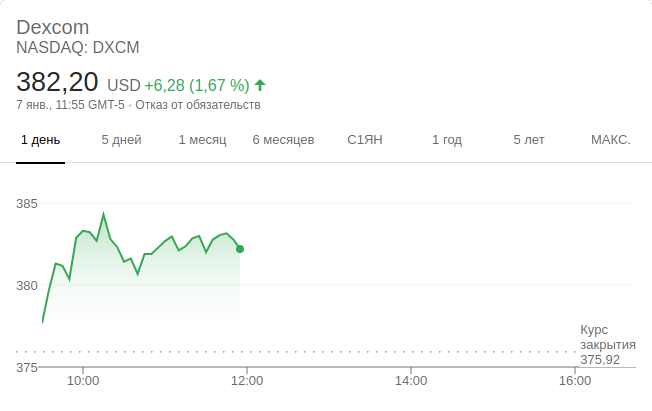 Dexcom
NASDAQ: DXCM
382,20 USD +6,28 (1,67 %)
7 янв., 11:55 GMT-5 · Отказ от обязательств
1 день 5 дней 1 месяц 6 месяцев С1ЯН 1 год 5 лет МАКС.
385
380
375
Курс
закрытия
375,92
10:00 12:00 14:00 16:00